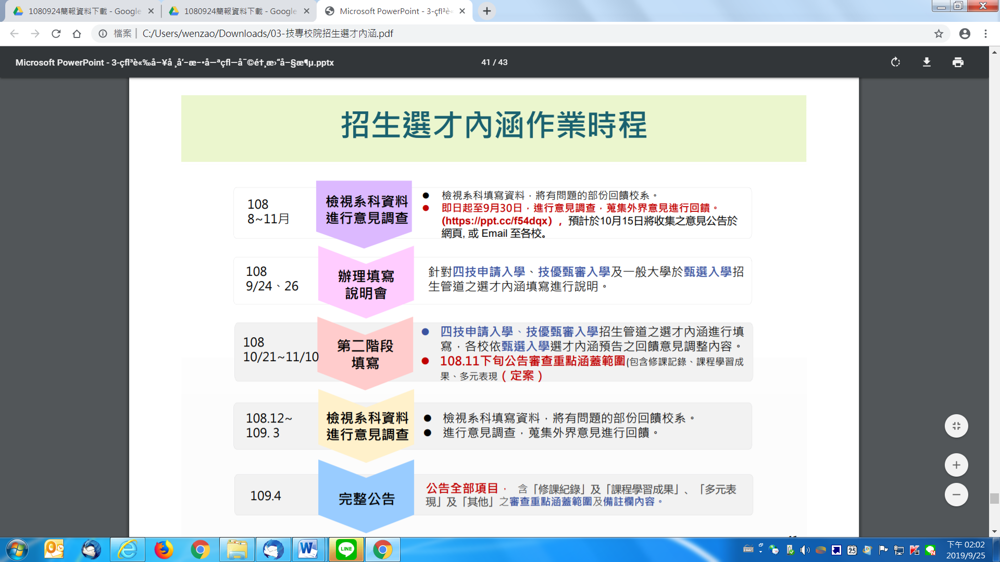 1080924簡報資料下載 - Google
1080924簡報資料下載 - Google
Microsoft PowerPoint - 3-çfl³è
檔案
C:/Users/wenzao/Downloads/03-技專校院招生選才內涵.pdf
41 / 43
招生選才內涵作業時程
108
8~11月
檢視系科資料
進行意見調查
● 檢視系科填寫資料，將有問題的部份回饋校系。
● 即日起至9月30日，進行意見調查，蒐集外界意見進行回饋。
(https://ppt.cc/f54dqx) ，預計於10月15日將收集之意見公告於
網頁, 或 Email 至各校。
108
9/24、26
辦理填寫
說明會
針對四技申請入學、技優甄審入學及一般大學於甄選入學招
生管道之選才內涵填寫進行說明。
108
10/21~11/10
第二階段
填寫
● 四技申請入學、技優甄審入學招生管道之選才內涵進行填
寫，各校依甄選入學選才內涵預告之回饋意見調整內容。
● 108.11下旬公告審查重點涵蓋範圍(包含修課記錄、課程學習成
果、多元表現（定案）
108.12~
109. 3
檢視系科資料
進行意見調查
● 檢視系科填寫資料，將有問題的部份回饋校系。
● 進行意見調查，蒐集外界意見進行回饋。
109.4
完整公告
公告全部項目， 含「修課紀錄」及「課程學習成果」、「多元表
現」及「其他」之審查重點涵蓋範圍及備註欄內容。
LINE
25
下午 02:02
2019/9/25